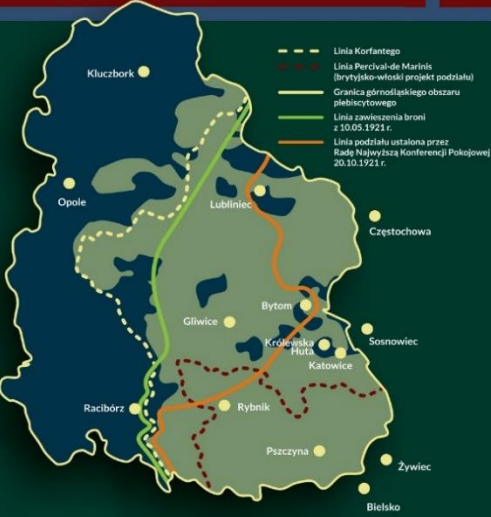 Linia Korfantego
Linia Percival-de Marinis
(brytyjsko-włoski projekt podziału)
Granica górnośląskiego obszaru
plebiscytowego
Linia zawieszenia broni
z 10.05.1921 r.
Linia podziału ustalona przez
Radę Najwyższą Konferencji Pokojowej
20.10.1921 r.
Kluczbork
Opole
Lubliniec
Częstochowa
Bytom
Gliwice
Królewska
Huta
Sosnowiec
Katowice
Racibórz
Rybnik
Pszczyna
Żywiec
Bielsko